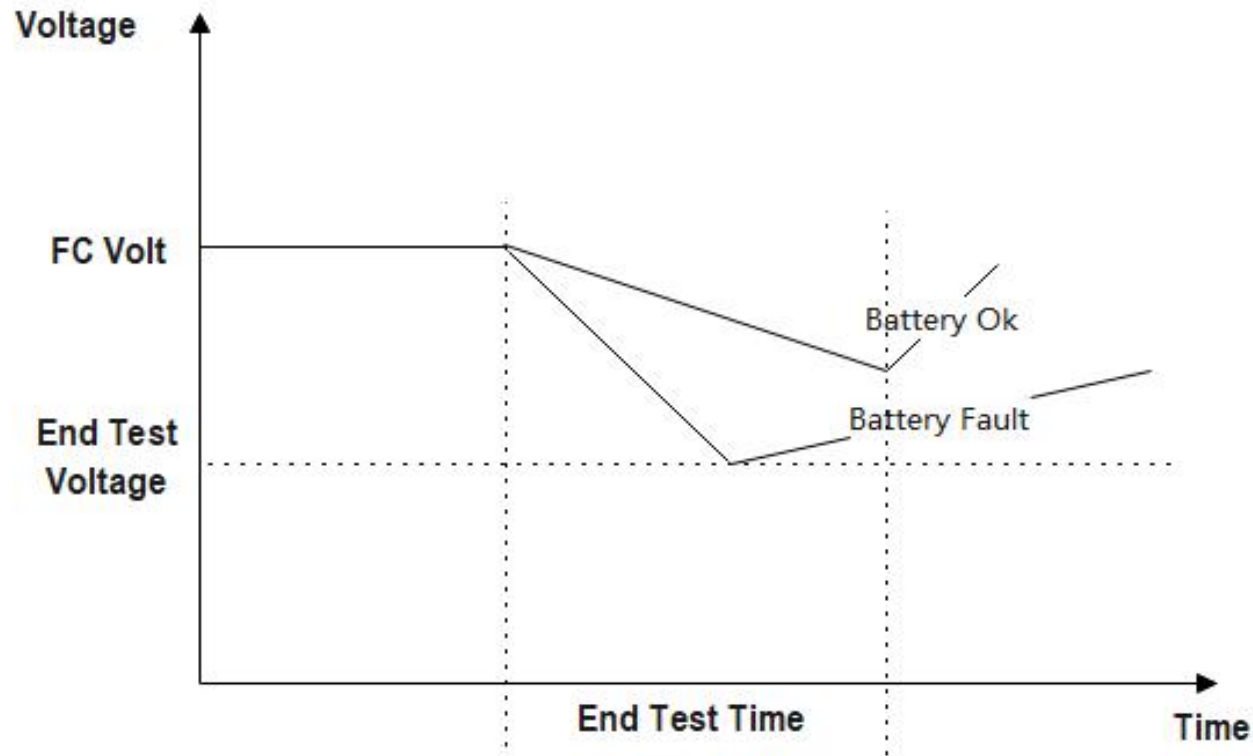 Voltage
FC Volt
Battery Ok
Battery Fault
End Test
Voltage
End Test Time
Time